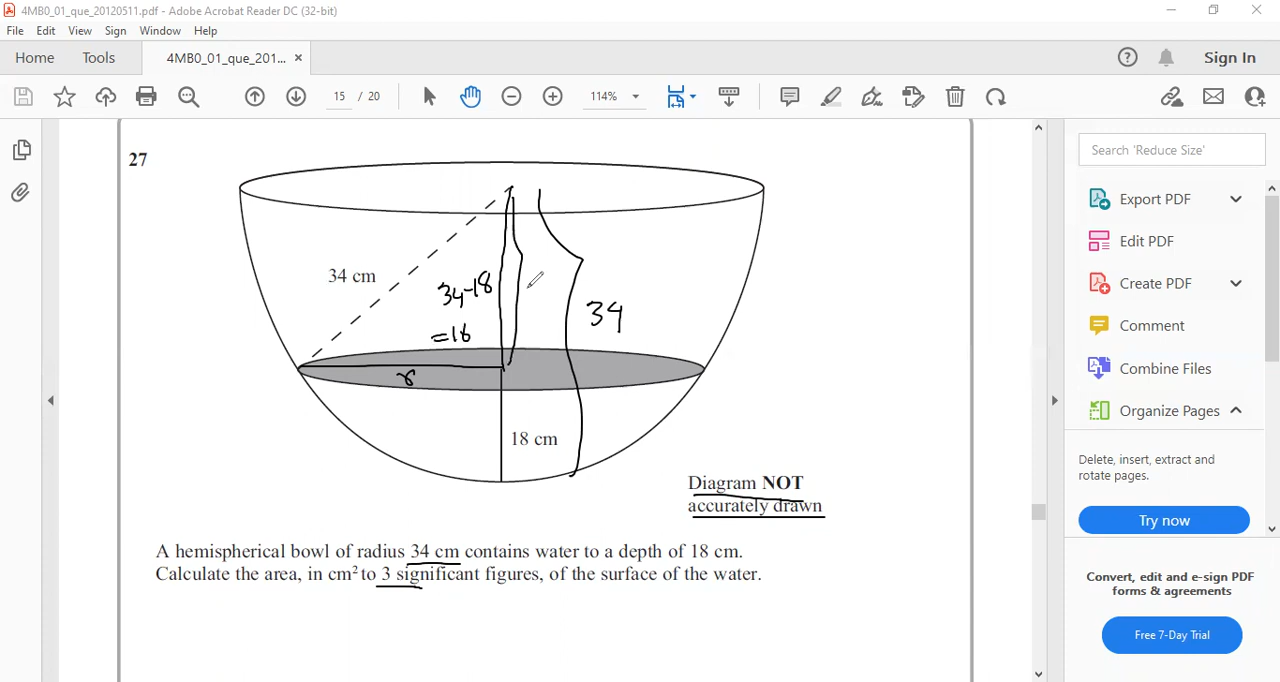 4MB0_01_que_20120511.pdf - Adobe Acrobat Reader DC (32-bit)
File Edit View Sign Window Help
Home Tools 4MB0_01_que_201... × Sign In
15 / 20 114%
27
Search 'Reduce Size'
Export PDF
Edit PDF
Create PDF
Comment
Combine Files
Organize Pages
Delete, insert, extract and
rotate pages.
Try now
Convert, edit and e-sign PDF
forms & agreements
Free 7-Day Trial
34 cm
34-18
=16
34
r
18 cm
Diagram NOT
accurately drawn
A hemispherical bowl of radius 34 cm contains water to a depth of 18 cm.
Calculate the area, in cm² to 3 significant figures, of the surface of the water.